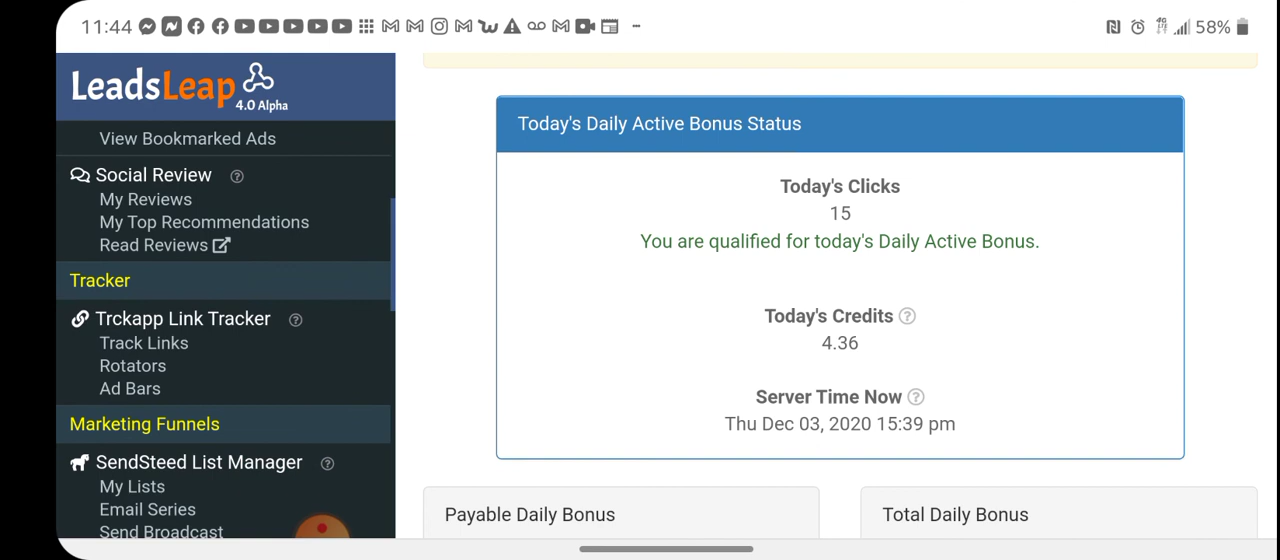 11:44
58%
LeadsLeap
4.0 Alpha
View Bookmarked Ads
Social Review
My Reviews
My Top Recommendations
Read Reviews
Tracker
Trckapp Link Tracker
Track Links
Rotators
Ad Bars
Marketing Funnels
SendSteed List Manager
My Lists
Email Series
Send Broadcast
Today's Daily Active Bonus Status
Today's Clicks
15
You are qualified for today's Daily Active Bonus.
Today's Credits
4.36
Server Time Now
Thu Dec 03, 2020 15:39 pm
Payable Daily Bonus
Total Daily Bonus